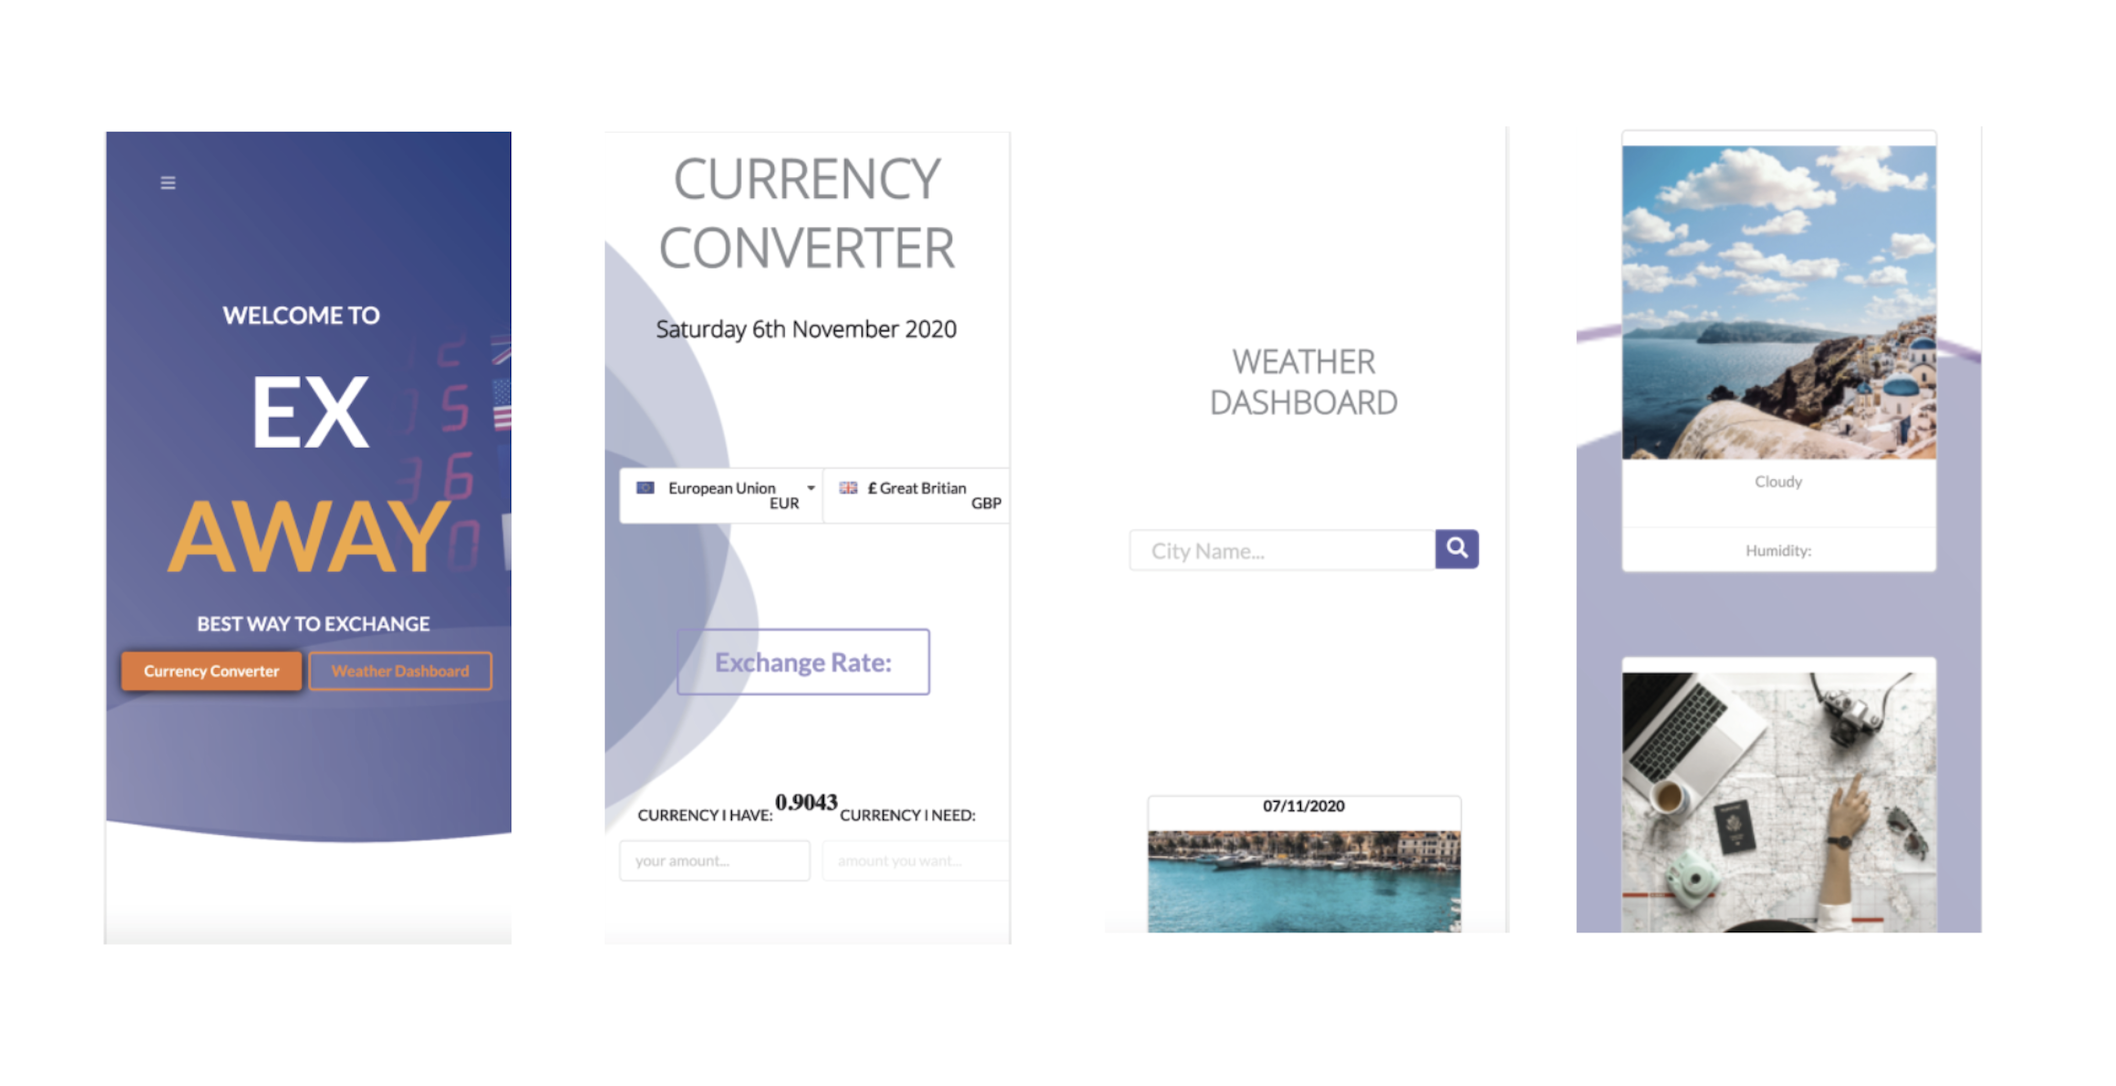 WELCOME TO
EX
AWAY
BEST WAY TO EXCHANGE
Currency Converter
Weather Dashboard
CURRENCY
CONVERTER
Saturday 6th November 2020
European Union
EUR
£ Great Britian
GBP
Exchange Rate:
0.9043
CURRENCY I HAVE:
CURRENCY I NEED:
your amount...
amount you want...
WEATHER
DASHBOARD
City Name...
07/11/2020
Cloudy
Humidity: